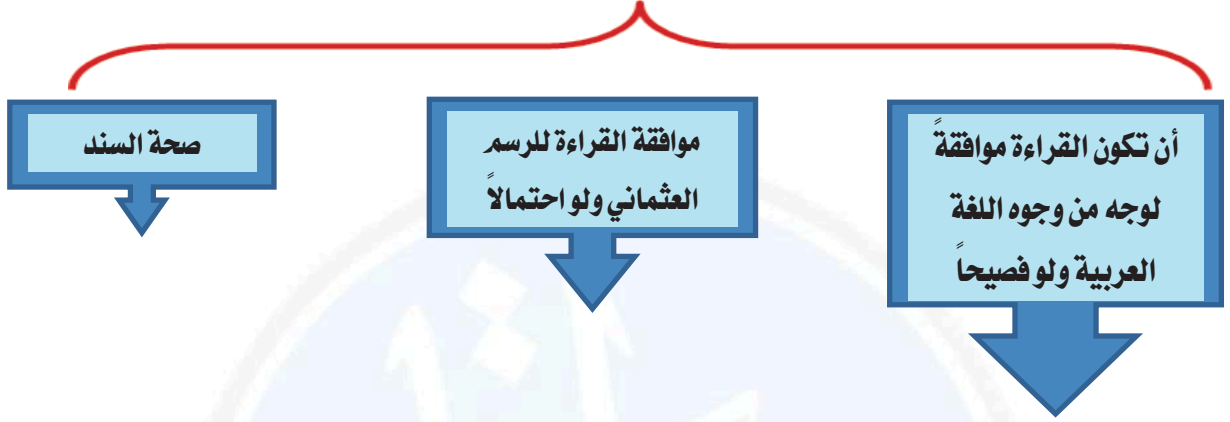 أن تكون القراءة موافقةً
لوجه من وجوه اللغة
العربية ولو فصيحاً
موافقة القراءة للرسم
العثماني ولو احتمالاً
صحة السند